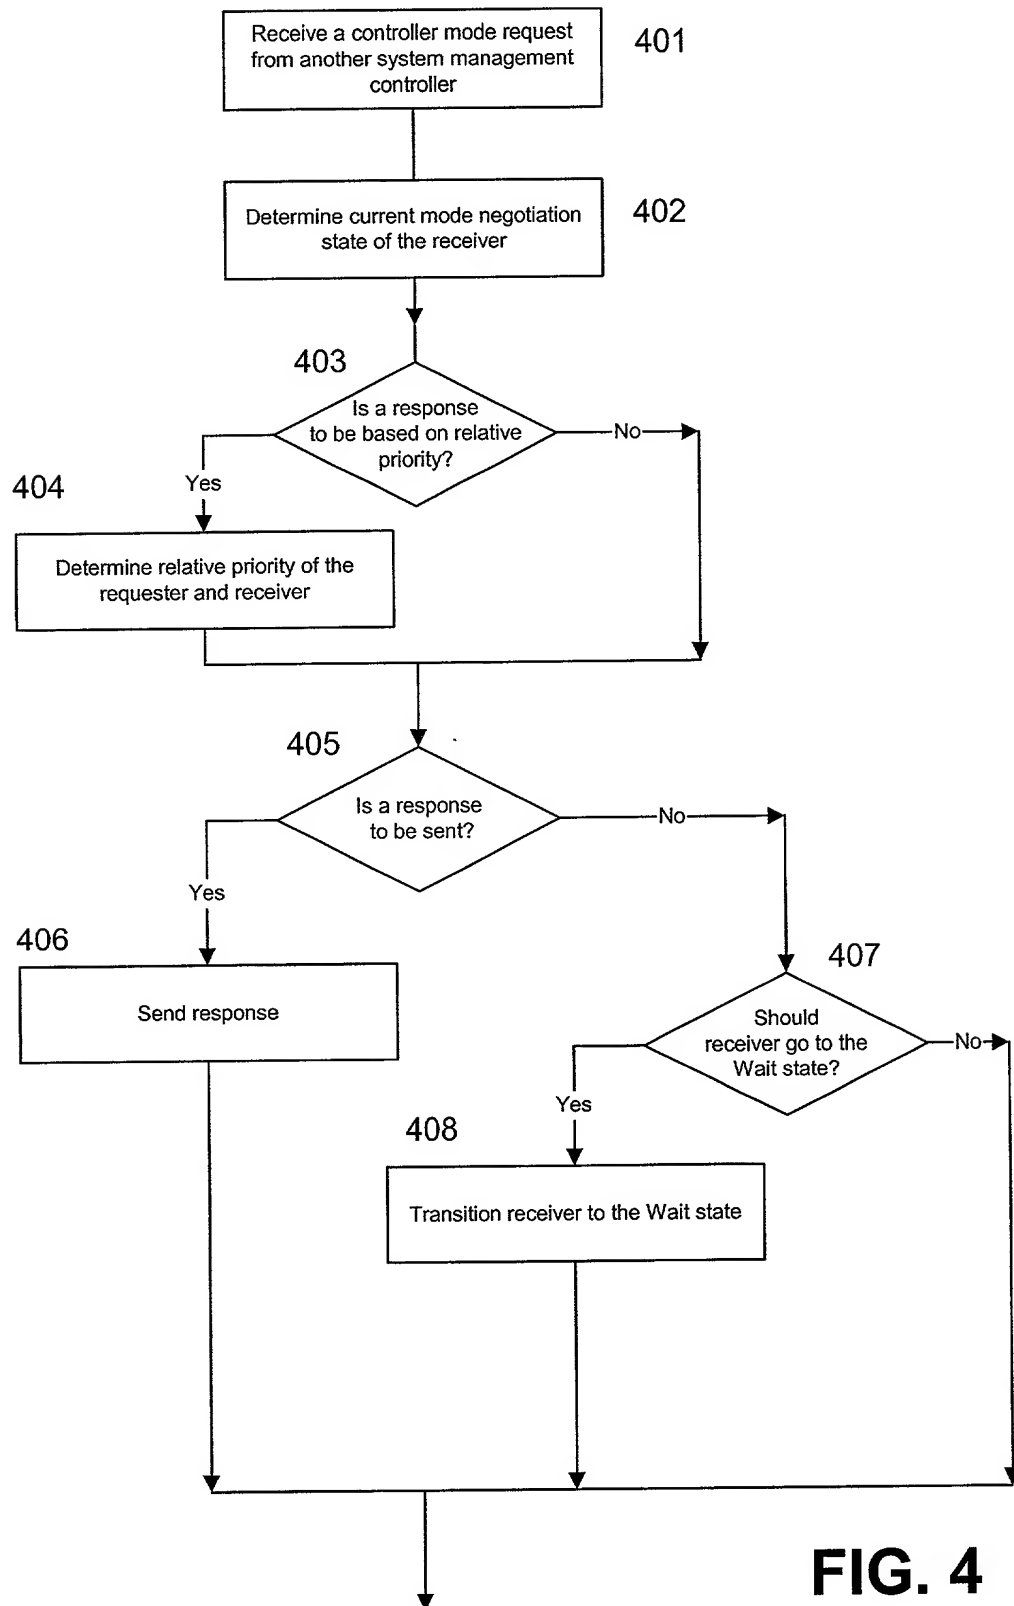 Receive a controller mode request
from another system management
controller
401
Determine current mode negotiation
state of the receiver
402
403
Is a response
to be based on relative
priority?
No
Yes
404
Determine relative priority of the
requester and receiver
405
Is a response
to be sent?
No
Yes
406
Send response
407
Should
receiver go to the
Wait state?
No
Yes
408
Transition receiver to the Wait state
FIG. 4